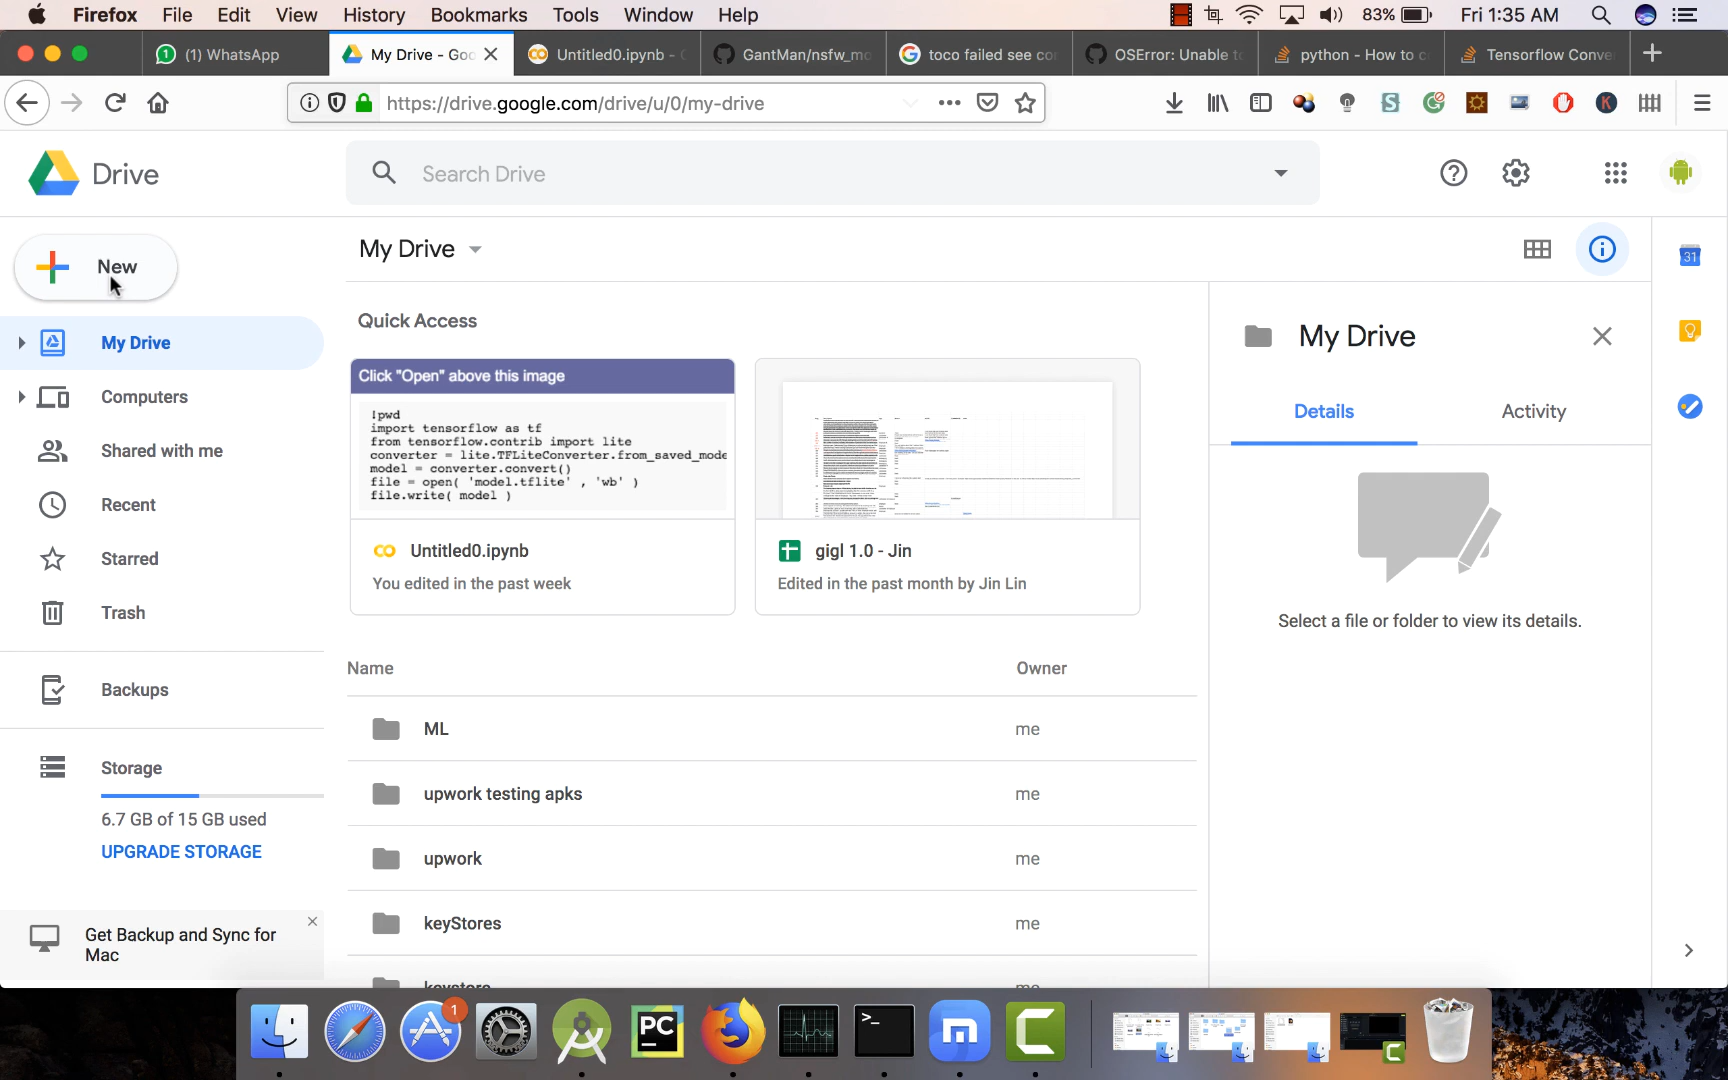 Firefox File Edit View History Bookmarks Tools Window Help 83% Fri 1:35 AM
(1) WhatsApp My Drive - Goo Untitled0.ipynb - C GantMan/nsfw_mo toco failed see co OSError: Unable t python - How to c Tensorflow Conve
https://drive.google.com/drive/u/0/my-drive
Drive Search Drive
New
My Drive
Computers
Shared with me
Recent
Starred
Trash
Backups
Storage
6.7 GB of 15 GB used
UPGRADE STORAGE
Get Backup and Sync for
Mac
My Drive
Quick Access
Click "Open" above this image
!pwd
import tensorflow as tf
from tensorflow.contrib import lite
converter = lite.TFLiteConverter.from_saved_mode
model = converter.convert()
file = open( 'model.tflite' , 'wb' )
file.write( model )
Untitled0.ipynb
You edited in the past week
gigl 1.0 - Jin
Edited in the past month by Jin Lin
Name Owner
ML me
upwork testing apks me
upwork me
keyStores me
keystore me
My Drive
Details Activity
Select a file or folder to view its details.
31
1
PC